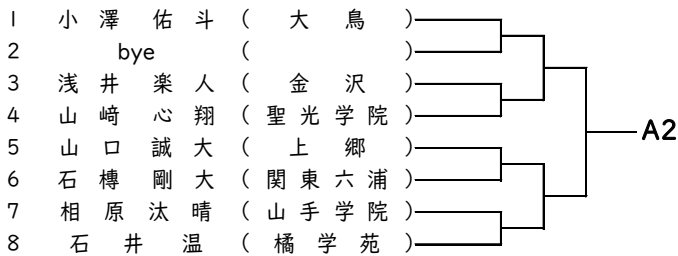 1 小澤 佑斗 ( 大鳥 )
2 bye ( )
3 浅井 楽人 ( 金沢 )
4 山﨑 心翔 ( 聖光学院 )
5 山口 誠大 ( 上郷 )
6 石槫 剛大 ( 関東六浦 )
7 相原 汰晴 ( 山手学院 )
8 石井 温 ( 橘学苑 )
A2